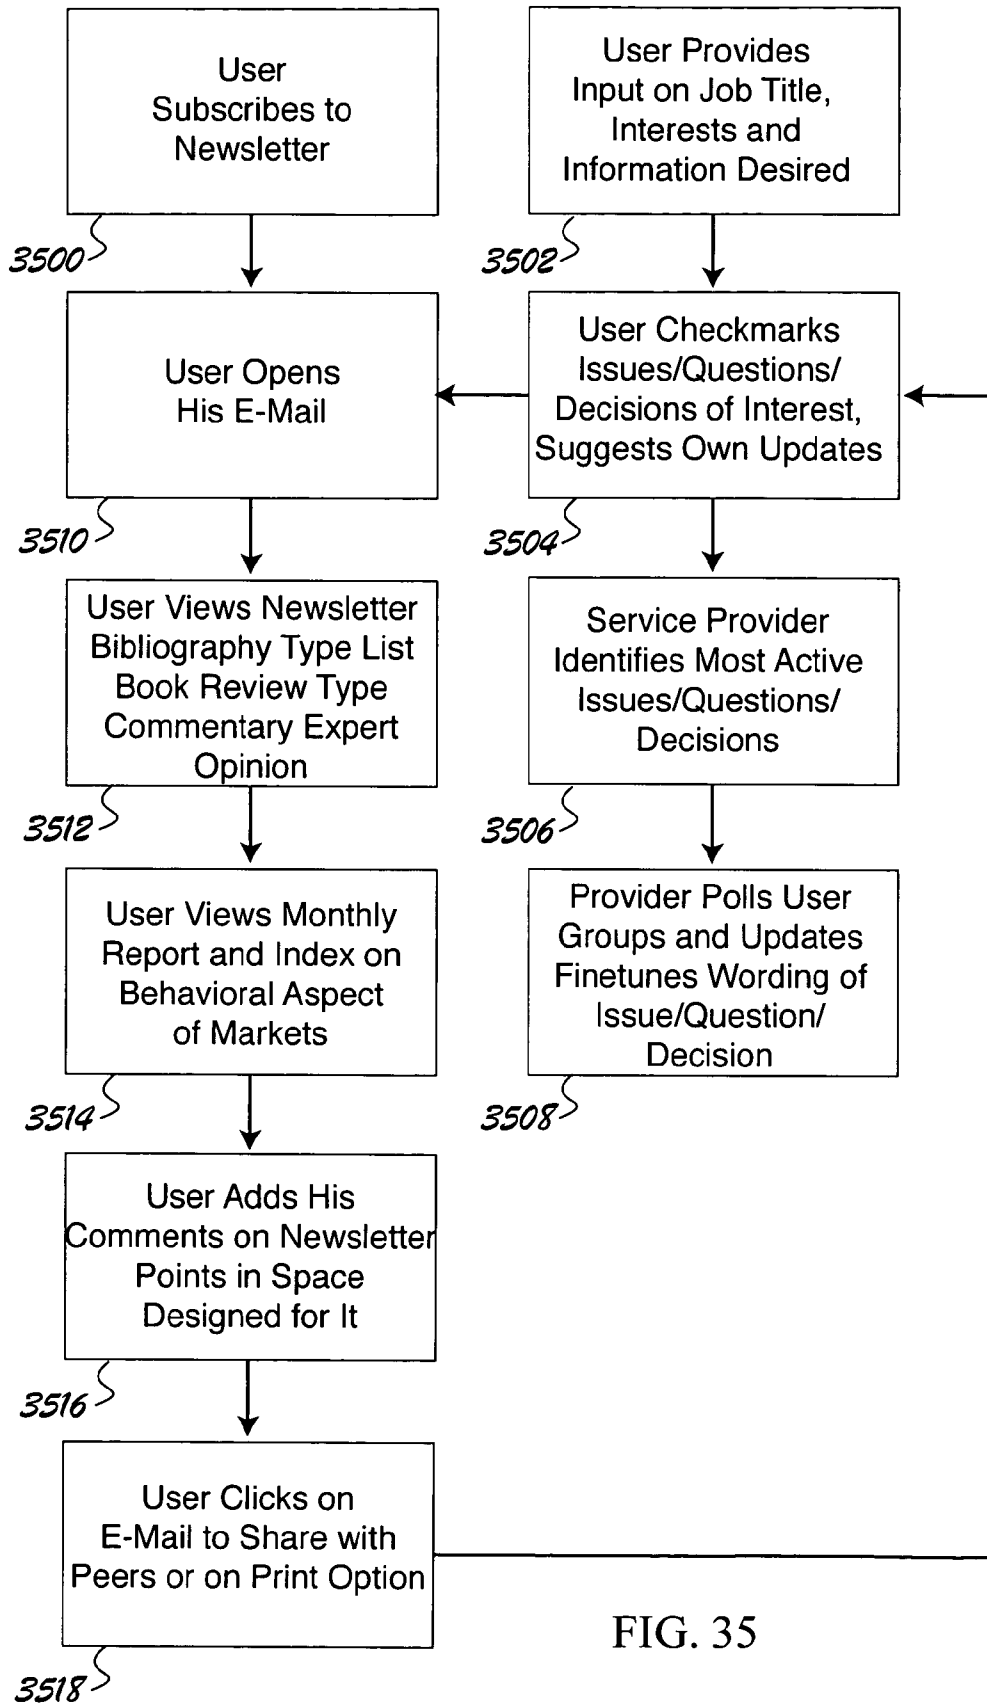 User
Subscribes to
Newsletter
3500
User Provides
Input on Job Title,
Interests and
Information Desired
3502
User Opens
His E-Mail
3510
User Checkmarks
Issues/Questions/
Decisions of Interest,
Suggests Own Updates
3504
User Views Newsletter
Bibliography Type List
Book Review Type
Commentary Expert
Opinion
3512
Service Provider
Identifies Most Active
Issues/Questions/
Decisions
3506
User Views Monthly
Report and Index on
Behavioral Aspect
of Markets
3514
Provider Polls User
Groups and Updates
Finetunes Wording of
Issue/Question/
Decision
3508
User Adds His
Comments on Newsletter
Points in Space
Designed for It
3516
User Clicks on
E-Mail to Share with
Peers or on Print Option
3518
FIG. 35